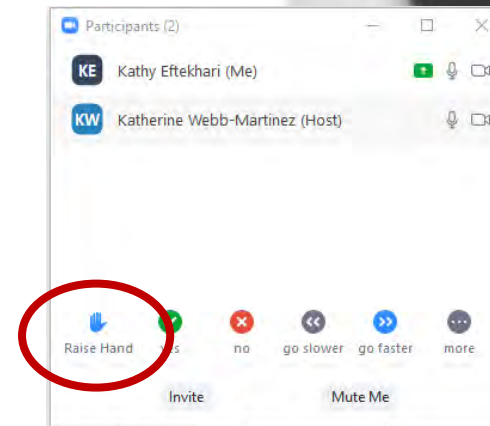 Participants (2)
KE Kathy Eftekhari (Me)
KW Katherine Webb-Martinez (Host)
Raise Hand yes no go slower go faster more
Invite Mute Me